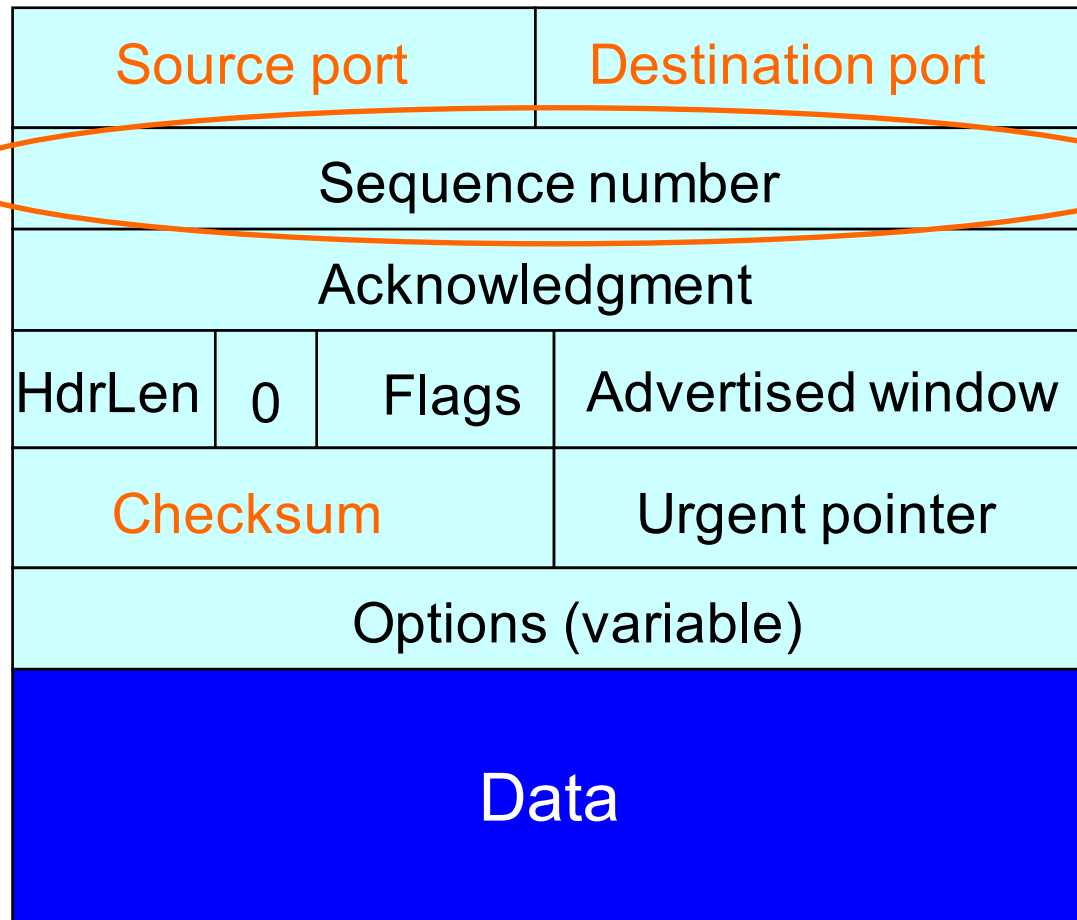 Source port Destination port
Sequence number
Acknowledgment
HdrLen 0 Flags Advertised window
Checksum Urgent pointer
Options (variable)
Data